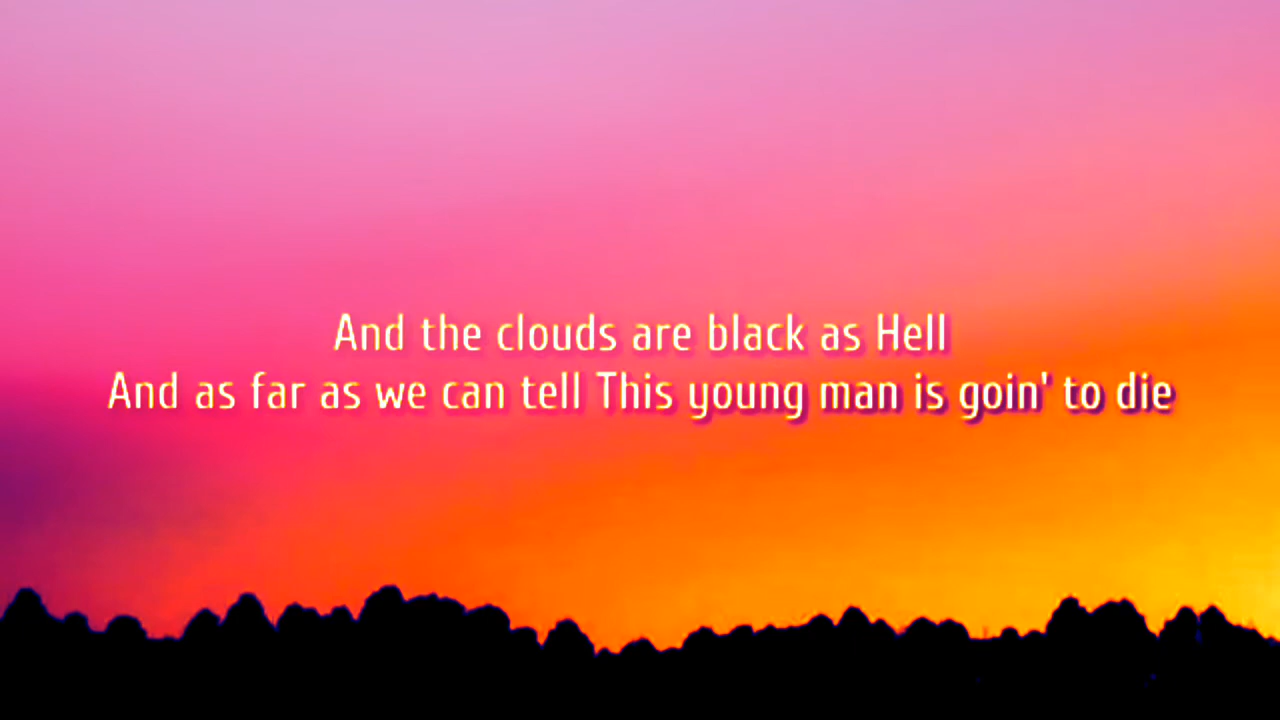 And the clouds are black as Hell
And as far as we can tell This young man is goin' to die